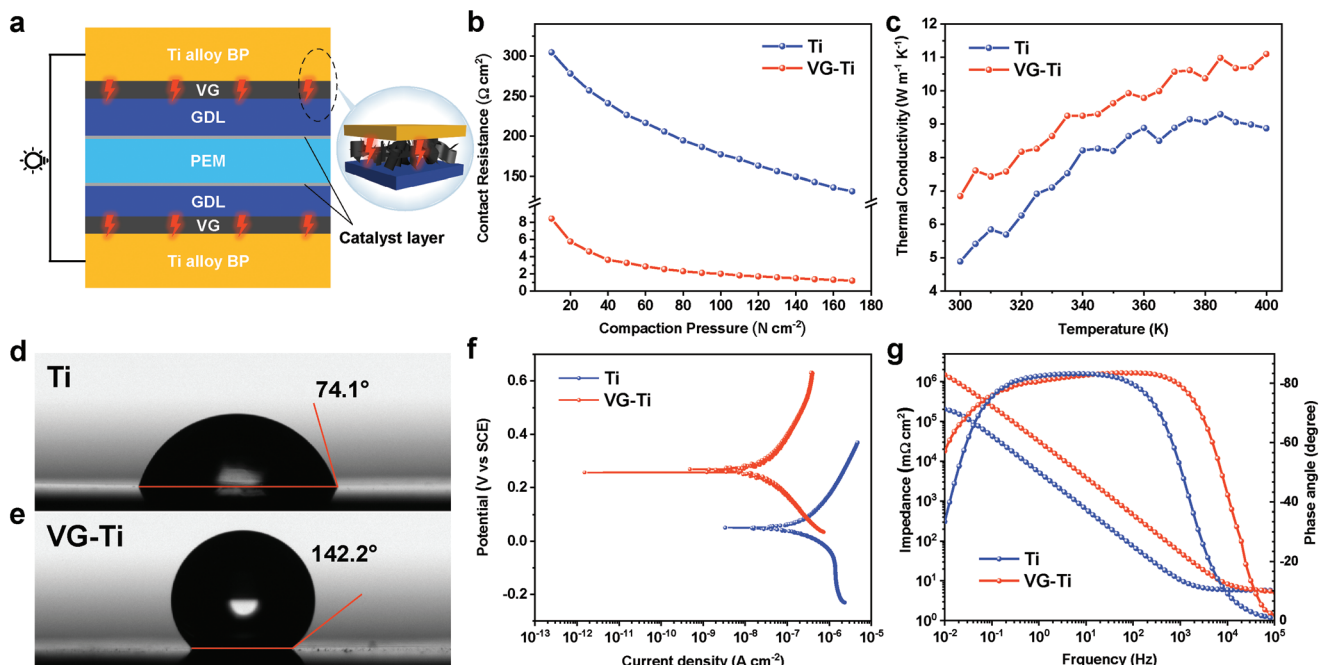 a
Ti alloy BP
VG
GDL
PEM
GDL
VG
Ti alloy BP
Catalyst layer
b
Contact Resistance (Ω cm²)
300
250
200
150
8
6
4
2
0
20 40 60 80 100 120 140 160 180
Compaction Pressure (N cm⁻²)
Ti
VG-Ti
c
Thermal Conductivity (W m⁻¹ K⁻¹)
12
11
10
9
8
7
6
5
4
300 320 340 360 380 400
Temperature (K)
Ti
VG-Ti
d
Ti
74.1°
e
VG-Ti
142.2°
f
Potential (V vs SCE)
0.6
0.4
0.2
0.0
-0.2
10⁻¹³ 10⁻¹² 10⁻¹¹ 10⁻¹⁰ 10⁻⁹ 10⁻⁸ 10⁻⁷ 10⁻⁶ 10⁻⁵
Current density (A cm⁻²)
Ti
VG-Ti
g
Impedance (mΩ cm²)
10⁶
10⁵
10⁴
10³
10²
10¹
10⁰
10⁻² 10⁻¹ 10⁰ 10¹ 10² 10³ 10⁴ 10⁵
Frguency (Hz)
Phase angle (degree)
-80
-60
-40
-20
0
Ti
VG-Ti